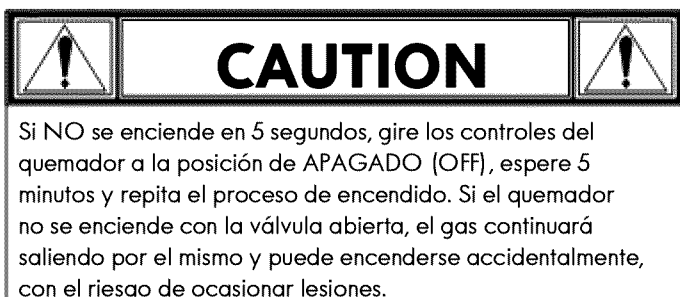 CAUTION
Si NO se enciende en 5 segundos, gire los controles del
quemador a la posición de APAGADO (OFF), espere 5
minutos y repita el proceso de encendido. Si el quemador
no se enciende con la válvula abierta, el gas continuará
saliendo por el mismo y puede encenderse accidentalmente,
con el riesgo de ocasionar lesiones.